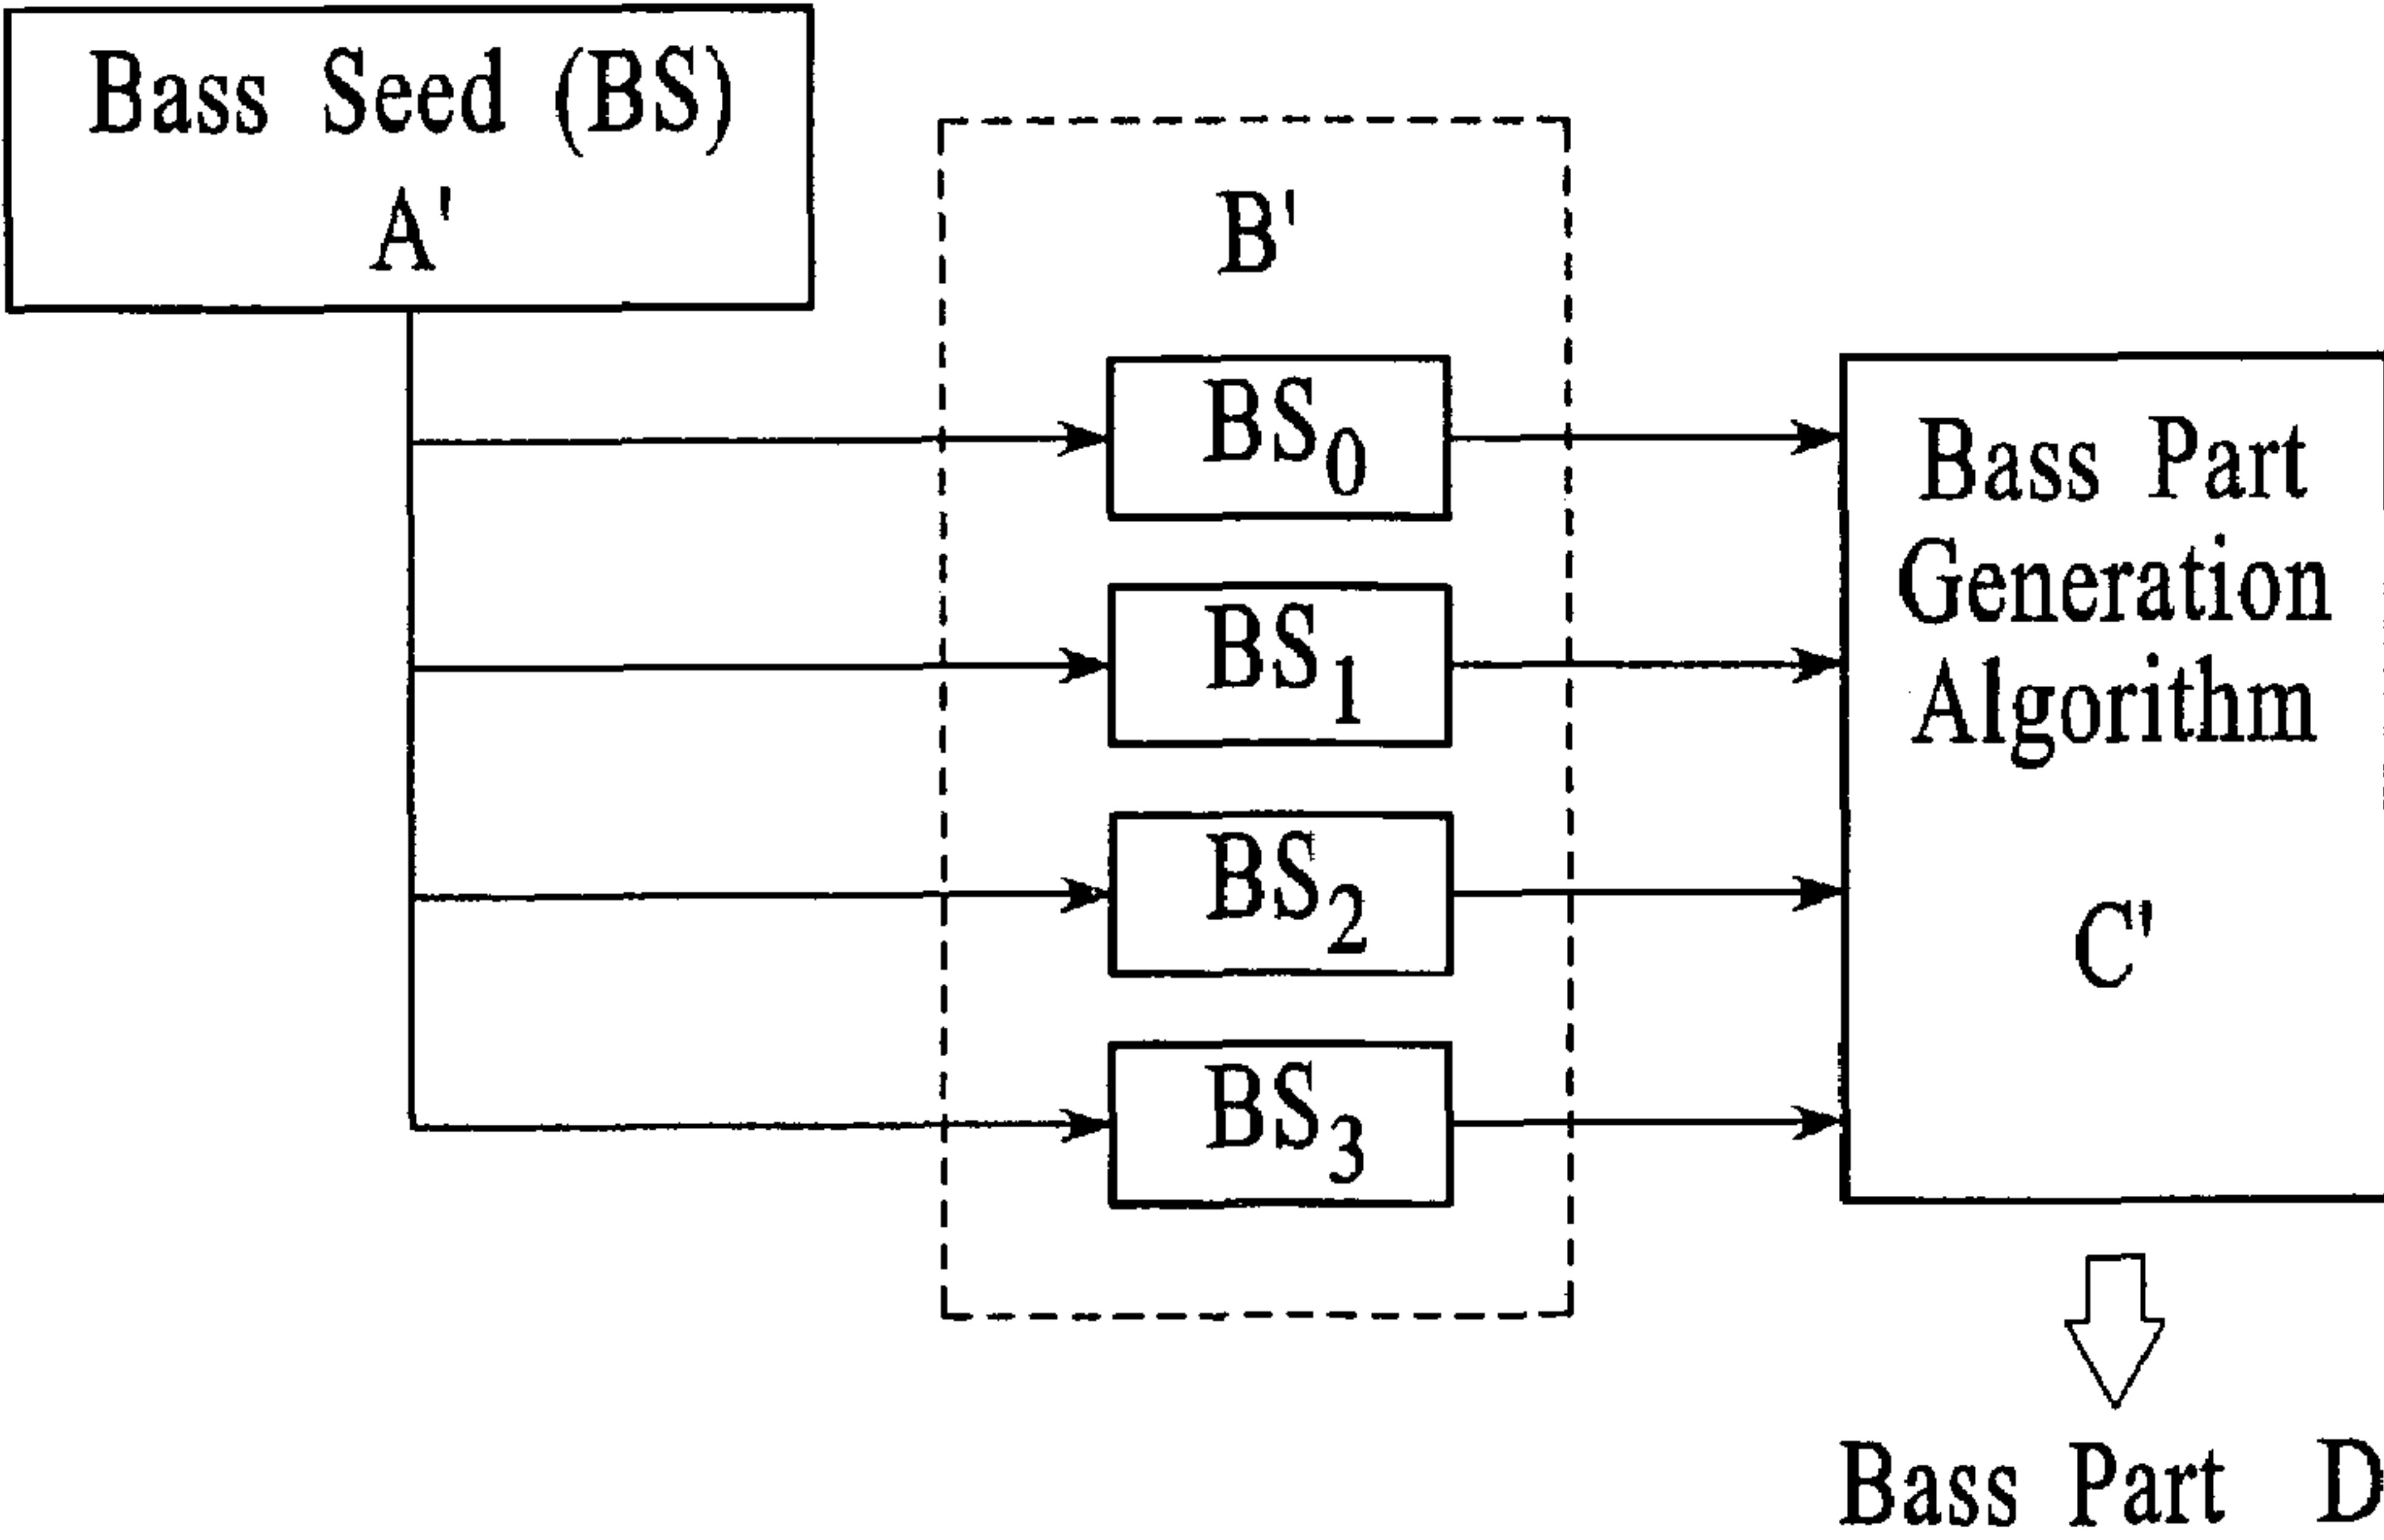 Bass Seed (BS)
A'
B'
BS0
BS1
BS2
BS3
Bass Part
Generation
Algorithm
C'
Bass Part D